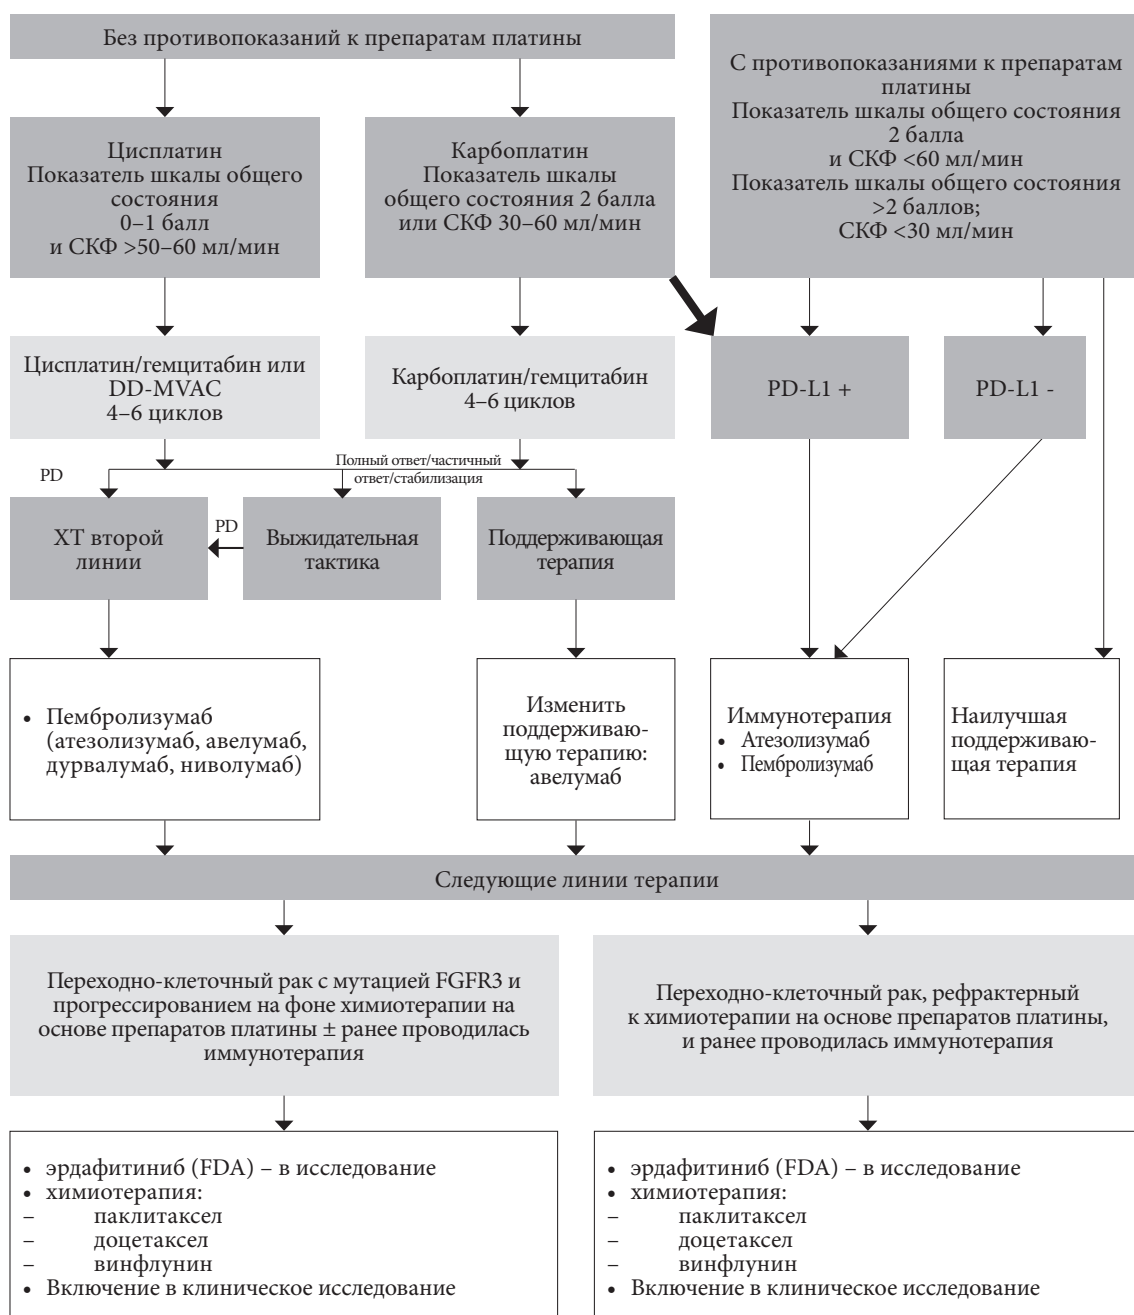 Без противопоказаний к препаратам платины
С противопоказаниями к препаратам
платины
Показатель шкалы общего состояния
2 балла
и СКФ <60 мл/мин
Показатель шкалы общего состояния
>2 баллов;
СКФ <30 мл/мин
Цисплатин
Показатель шкалы общего
состояния
0–1 балл
и СКФ >50–60 мл/мин
Карбоплатин
Показатель шкалы
общего состояния 2 балла
или СКФ 30–60 мл/мин
Цисплатин/гемцитабин или
DD-MVAC
4–6 циклов
Карбоплатин/гемцитабин
4–6 циклов
PD-L1 +
PD-L1 -
PD
Полный ответ/частичный
ответ/стабилизация
ХТ второй
линии
PD
Выжидательная
тактика
Поддерживающая
терапия
• Пембролизумаб
(атезолизумаб, авелумаб,
дурвалумаб, ниволумаб)
Изменить
поддерживаю-
щую терапию:
авелумаб
Иммунотерапия
• Атезолизумаб
• Пембролизумаб
Наилучшая
поддерживаю-
щая терапия
Следующие линии терапии
Переходно-клеточный рак с мутацией FGFR3 и
прогрессированием на фоне химиотерапии на
основе препаратов платины ± ранее проводилась
иммунотерапия
Переходно-клеточный рак, рефрактерный
к химиотерапии на основе препаратов платины,
и ранее проводилась иммунотерапия
• эрдафитиниб (FDA) – в исследование
• химиотерапия:
– паклитаксел
– доцетаксел
– винфлунин
• Включение в клиническое исследование
• эрдафитиниб (FDA) – в исследование
• химиотерапия:
– паклитаксел
– доцетаксел
– винфлунин
• Включение в клиническое исследование